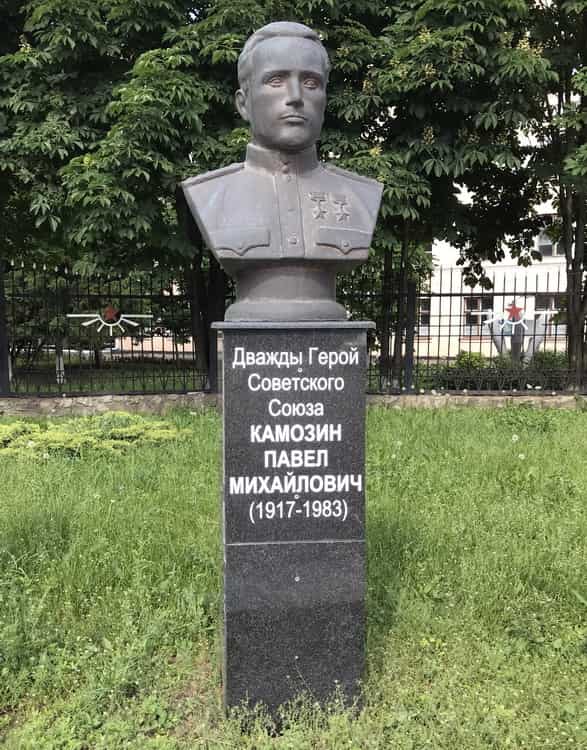 Дважды Герой
Советского
Союза
КАМОЗИН
ПАВЕЛ
МИХАЙЛОВИЧ
(1917-1983)